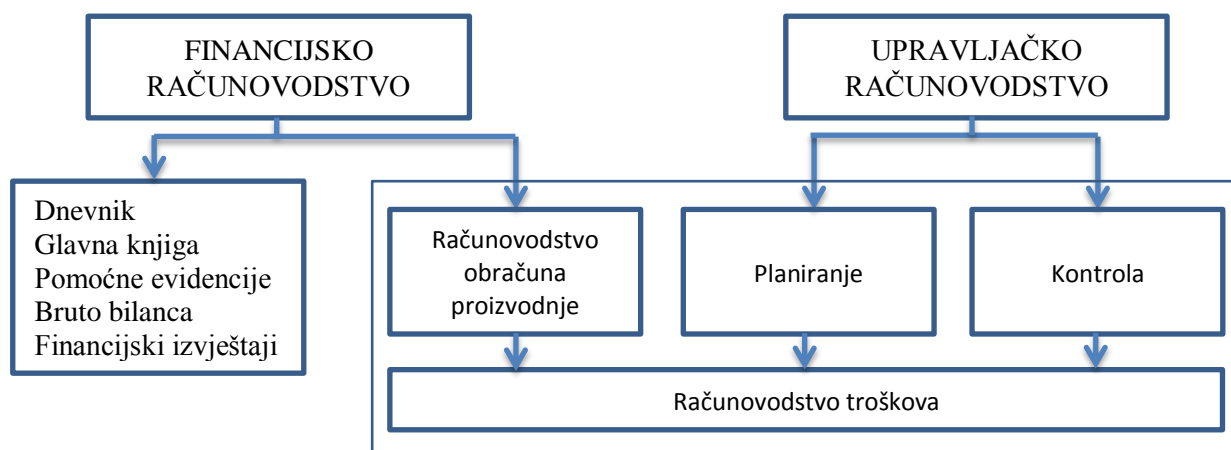 FINANCIJSKO
RAČUNOVODSTVO
UPRAVLJAČKO
RAČUNOVODSTVO
Dnevnik
Glavna knjiga
Pomoćne evidencije
Bruto bilanca
Financijski izvještaji
Računovodstvo
obračuna
proizvodnje
Planiranje
Kontrola
Računovodstvo troškova